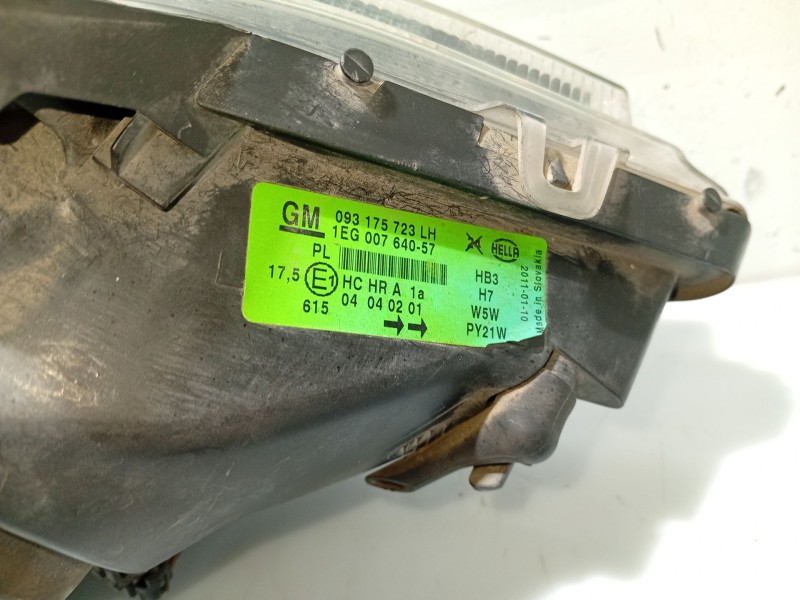 GM 093 175 723 LH
1EG 007 640-57
HELLA
PL
17,5 E1 HC HR A 1a
04 04 02 01
615
HB3
H7
W5W
PY21W
2011-01-10
Made in Slovakia